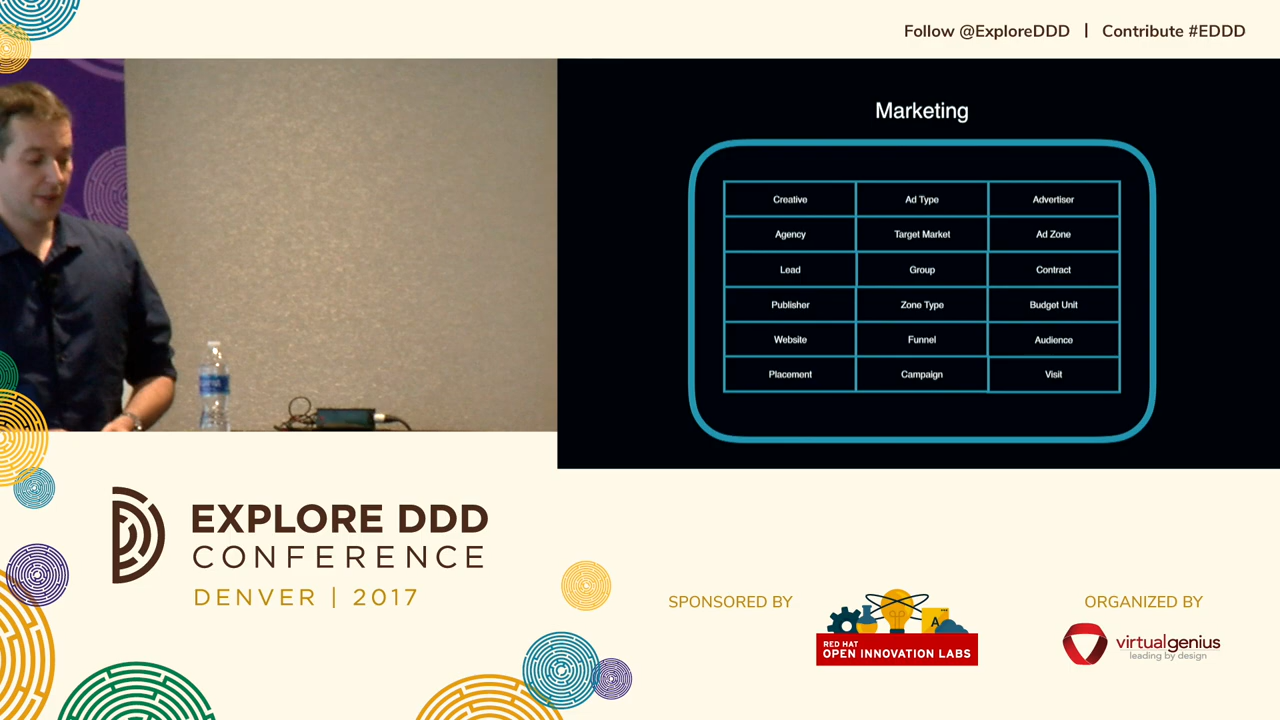 Follow @ExploreDDD | Contribute #EDDD
Marketing
Creative Ad Type Advertiser
Agency Target Market Ad Zone
Lead Group Contract
Publisher Zone Type Budget Unit
Website Funnel Audience
Placement Campaign Visit
EXPLORE DDD
CONFERENCE
DENVER | 2017
SPONSORED BY
A
RED HAT
OPEN INNOVATION LABS
ORGANIZED BY
virtualgenius
leading by design